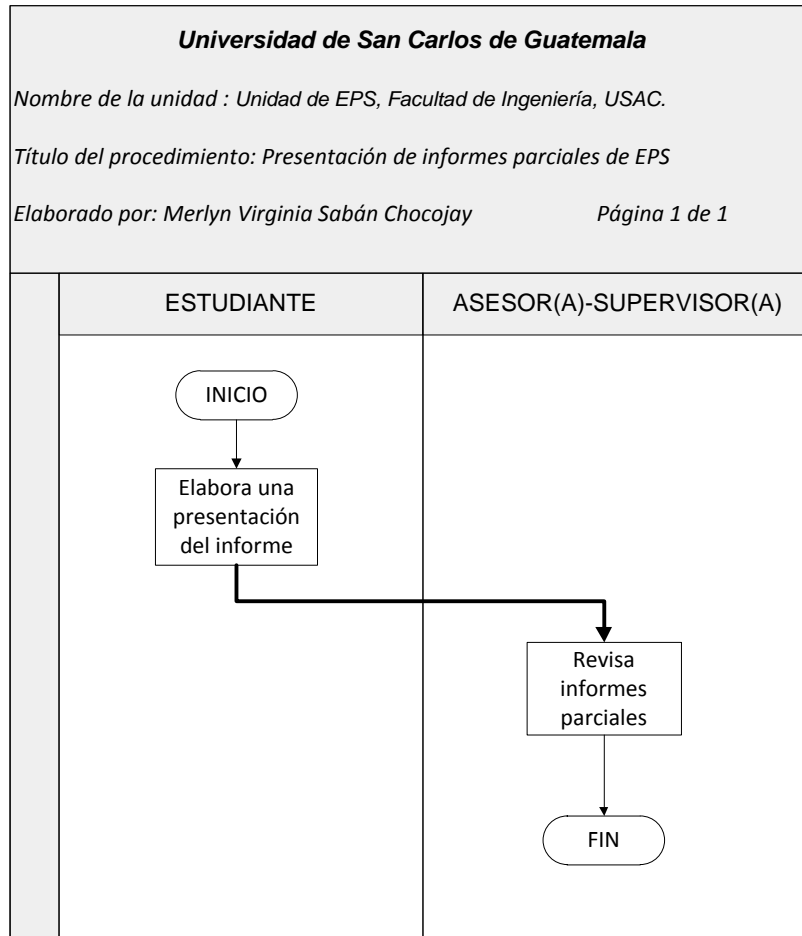 Universidad de San Carlos de Guatemala
Nombre de la unidad : Unidad de EPS, Facultad de Ingeniería, USAC.
Título del procedimiento: Presentación de informes parciales de EPS
Elaborado por: Merlyn Virginia Sabán Chocojay Página 1 de 1
ESTUDIANTE
ASESOR(A)-SUPERVISOR(A)
INICIO
Elabora una
presentación
del informe
Revisa
informes
parciales
FIN